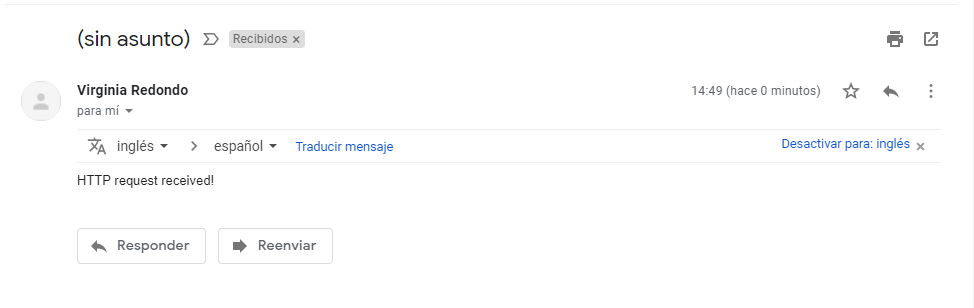 (sin asunto) Recibidos ×
Virginia Redondo 14:49 (hace 0 minutos)
para mí
inglés español Traducir mensaje Desactivar para: inglés ×
HTTP request received!
Responder Reenviar